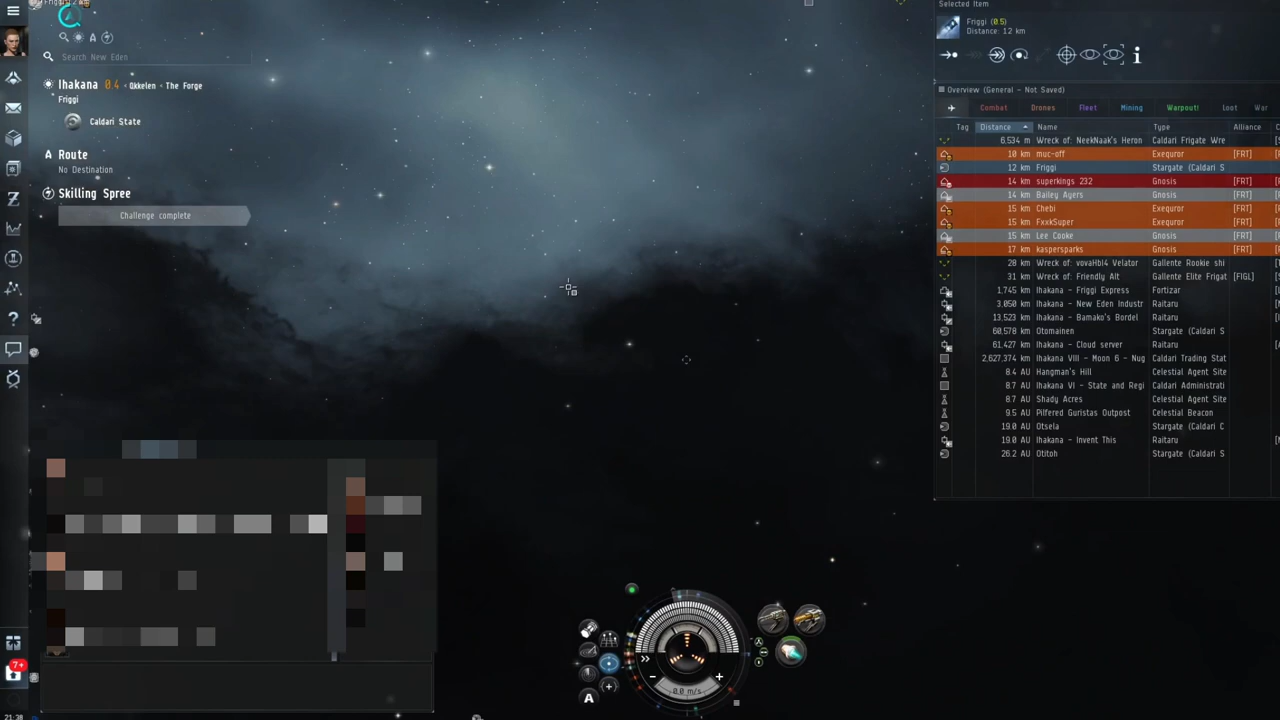 Search New Eden
Ihakana 0.4 · Okkelen · The Forge
Friggi
Caldari State
Route
No Destination
Skilling Spree
Challenge complete
Selected Item
Friggi (0.5)
Distance: 12 km
Overview (General - Not Saved)
Combat Drones Fleet Mining Warpout! Loot War
Tag Distance Name Type Alliance
6,534 m Wreck of: NeekNaak's Heron Caldari Frigate Wre
10 km muc-off Exequror [FRT]
12 km Friggi Stargate (Caldari S
14 km superkings 232 Gnosis [FRT]
14 km Bailey Ayers Gnosis [FRT]
15 km Chebi Exequror [FRT]
15 km FxxkSuper Exequror [FRT]
15 km Lee Cooke Gnosis [FRT]
17 km kaspersparks Gnosis [FRT]
28 km Wreck of: vovaHbl4 Velator Gallente Rookie shi
31 km Wreck of: Friendly Alt Gallente Elite Frigat [FIGL]
1,745 km Ihakana - Friggi Express Fortizar
3,050 km Ihakana - New Eden Industr Raitaru
13,523 km Ihakana - Bamako's Bordel Raitaru
60,578 km Otomainen Stargate (Caldari S
61,427 km Ihakana - Cloud server Raitaru
2,627,374 km Ihakana VIII - Moon 6 - Nug Caldari Trading Stat
8.4 AU Hangman's Hill Celestial Agent Site
8.7 AU Ihakana VI - State and Regi Caldari Administrati
8.7 AU Shady Acres Celestial Agent Site
9.5 AU Pilfered Guristas Outpost Celestial Beacon
19.0 AU Otsela Stargate (Caldari C
19.0 AU Ihakana - Invent This Raitaru
26.2 AU Otitoh Stargate (Caldari S
0.0 m/s
A
7+
21:38